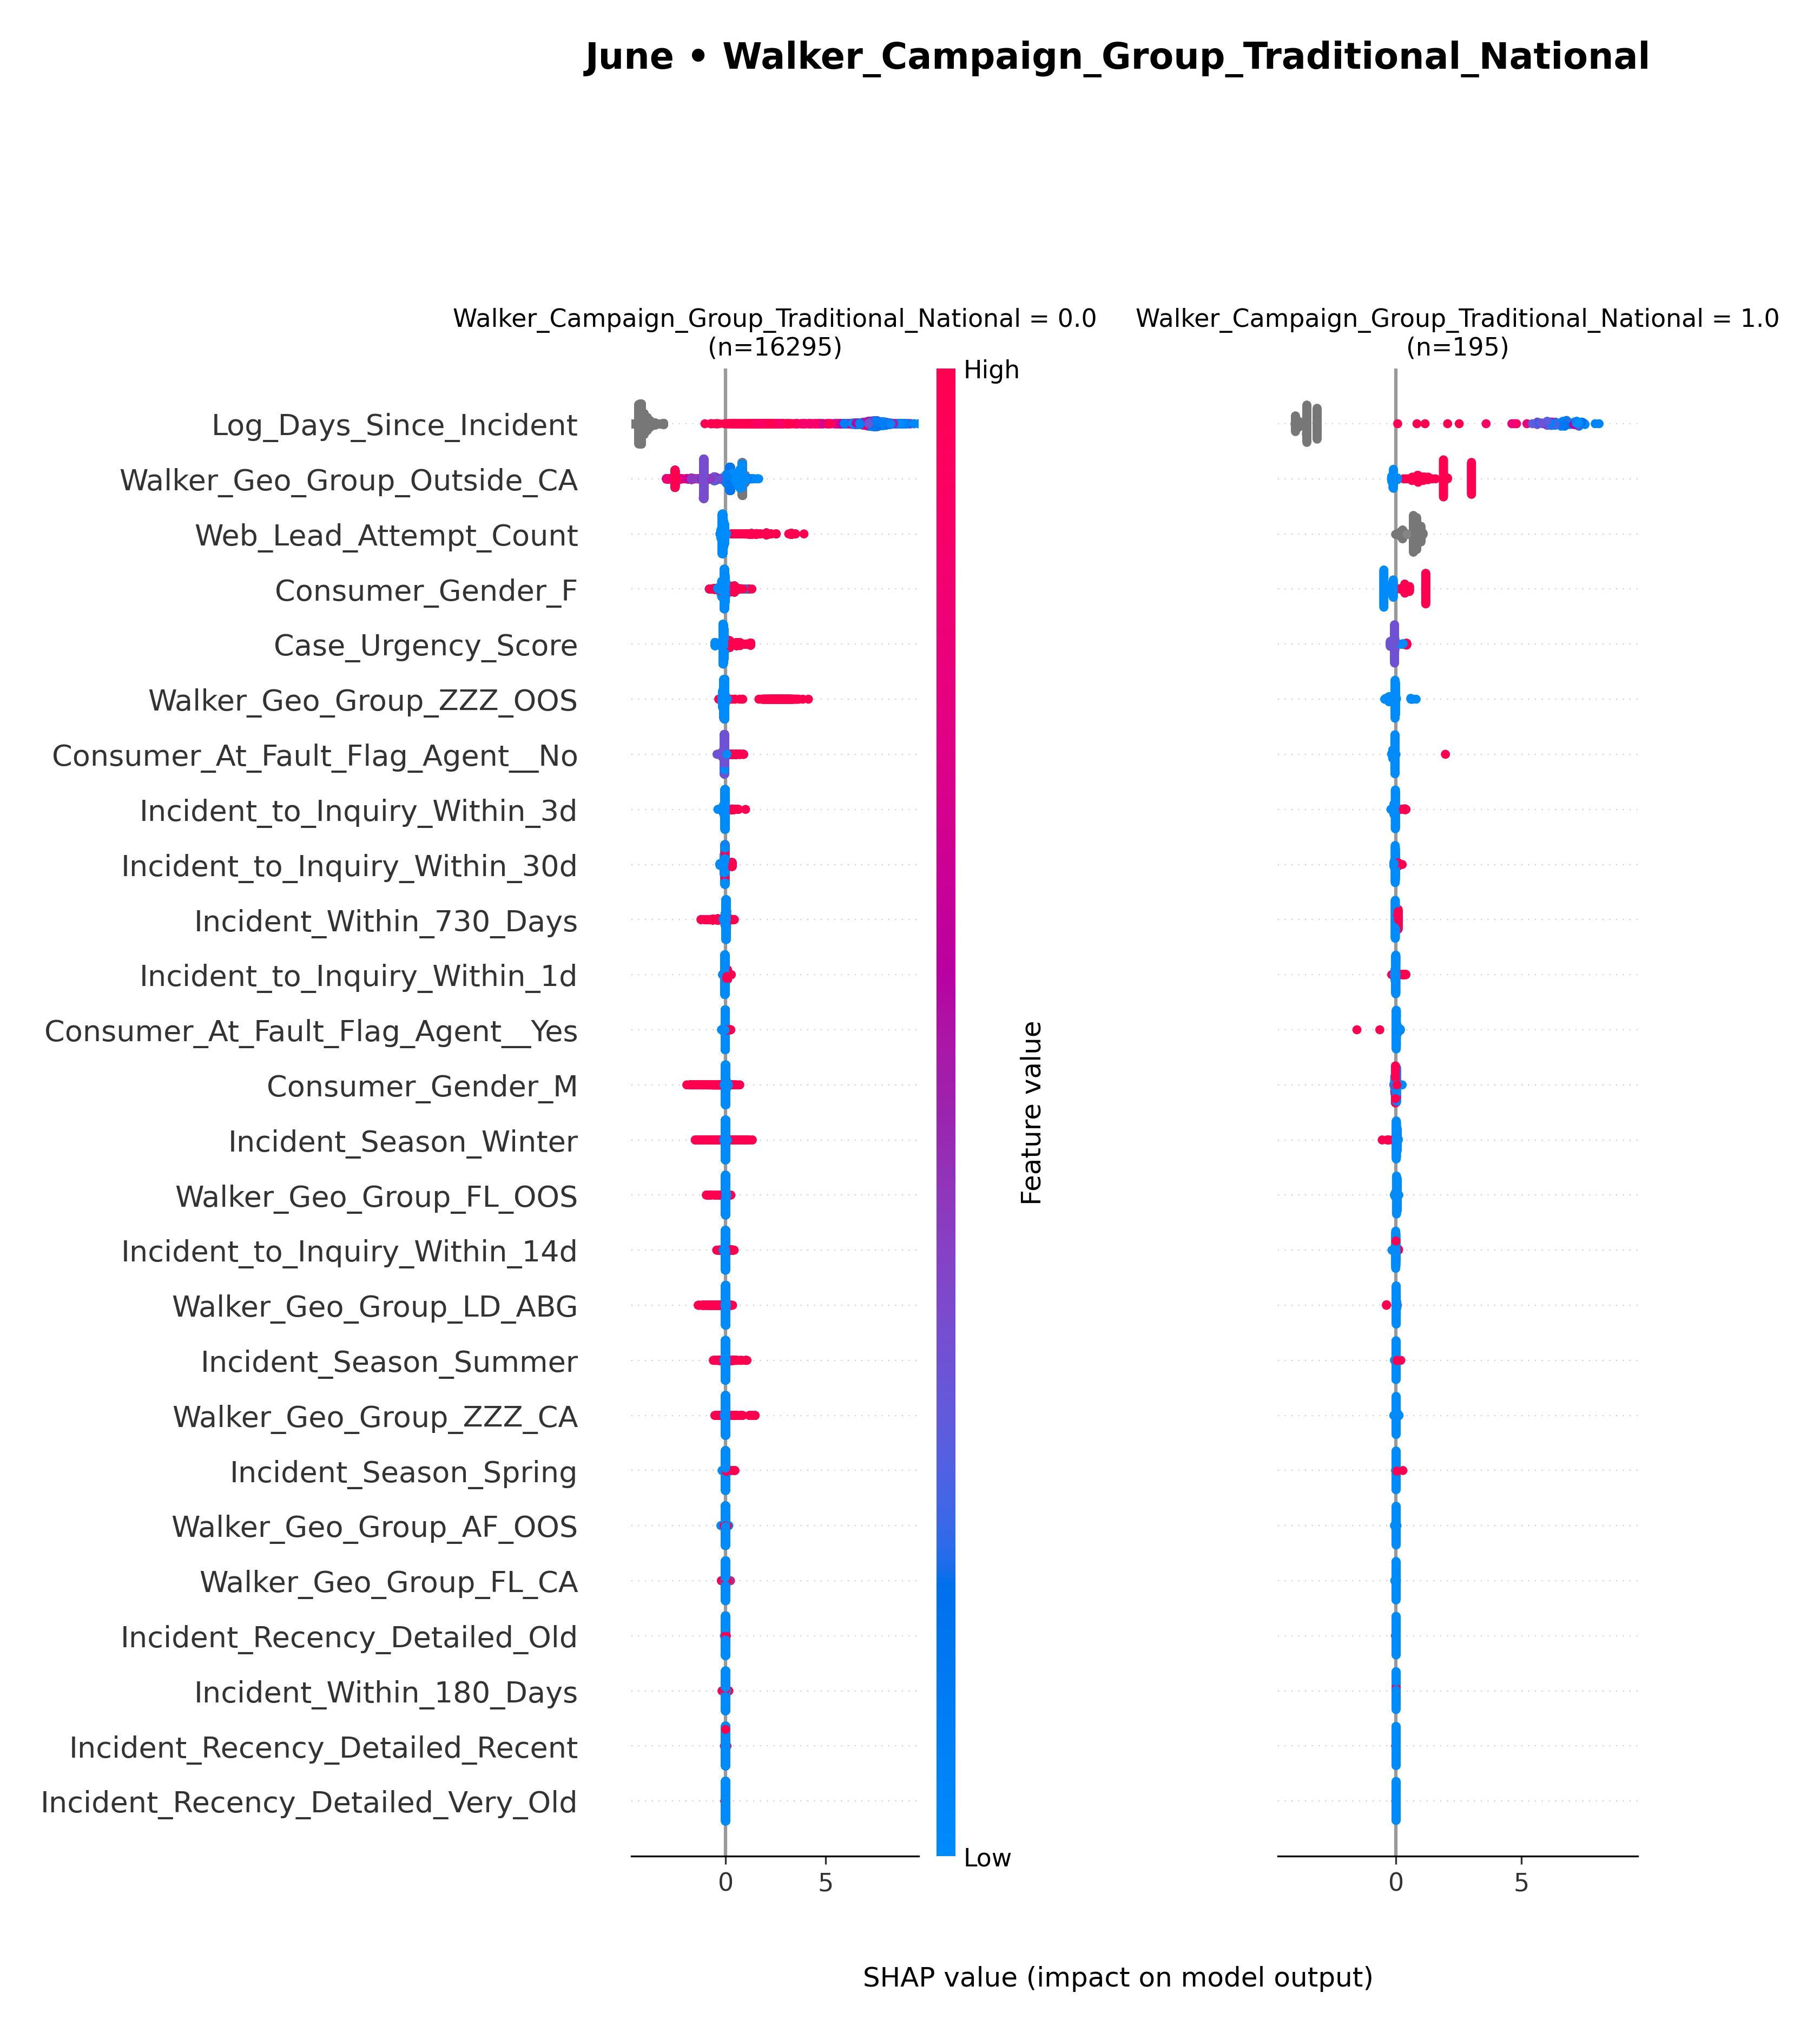 June • Walker_Campaign_Group_Traditional_National
Walker_Campaign_Group_Traditional_National = 0.0
(n=16295)
Walker_Campaign_Group_Traditional_National = 1.0
(n=195)
High
Log_Days_Since_Incident
Walker_Geo_Group_Outside_CA
Web_Lead_Attempt_Count
Consumer_Gender_F
Case_Urgency_Score
Walker_Geo_Group_ZZZ_OOS
Consumer_At_Fault_Flag_Agent__No
Incident_to_Inquiry_Within_3d
Incident_to_Inquiry_Within_30d
Incident_Within_730_Days
Incident_to_Inquiry_Within_1d
Consumer_At_Fault_Flag_Agent__Yes
Consumer_Gender_M
Incident_Season_Winter
Walker_Geo_Group_FL_OOS
Incident_to_Inquiry_Within_14d
Walker_Geo_Group_LD_ABG
Incident_Season_Summer
Walker_Geo_Group_ZZZ_CA
Incident_Season_Spring
Walker_Geo_Group_AF_OOS
Walker_Geo_Group_FL_CA
Incident_Recency_Detailed_Old
Incident_Within_180_Days
Incident_Recency_Detailed_Recent
Incident_Recency_Detailed_Very_Old
Feature value
Low
0 5
0 5
SHAP value (impact on model output)